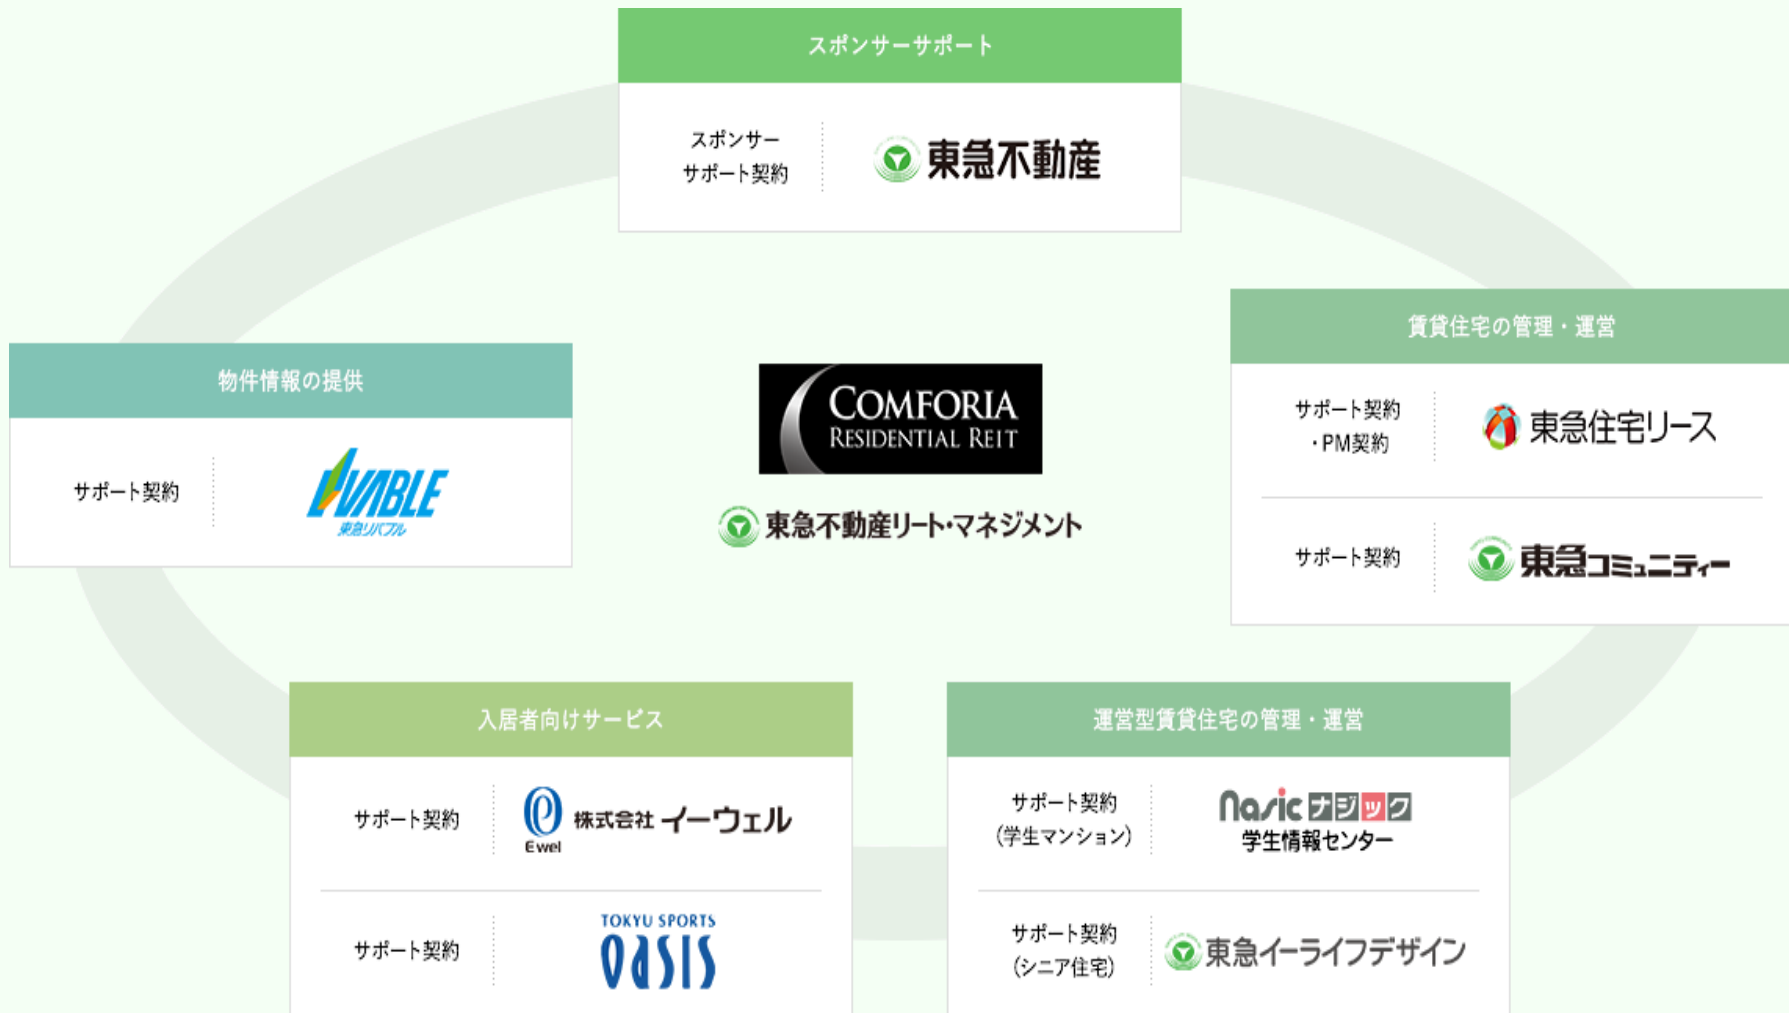 スポンサーサポート
スポンサー
サポート契約
東急不動産
物件情報の提供
サポート契約
LIVABLE
東急リバブル
COMFORIA
RESIDENTIAL REIT
東急不動産リート・マネジメント
賃貸住宅の管理・運営
サポート契約
・PM契約
東急住宅リース
サポート契約
東急コミュニティー
入居者向けサービス
サポート契約
Ewel
株式会社 イーウェル
サポート契約
TOKYU SPORTS
OASIS
運営型賃貸住宅の管理・運営
サポート契約
(学生マンション)
nasic ナジック
学生情報センター
サポート契約
(シニア住宅)
東急イーライフデザイン